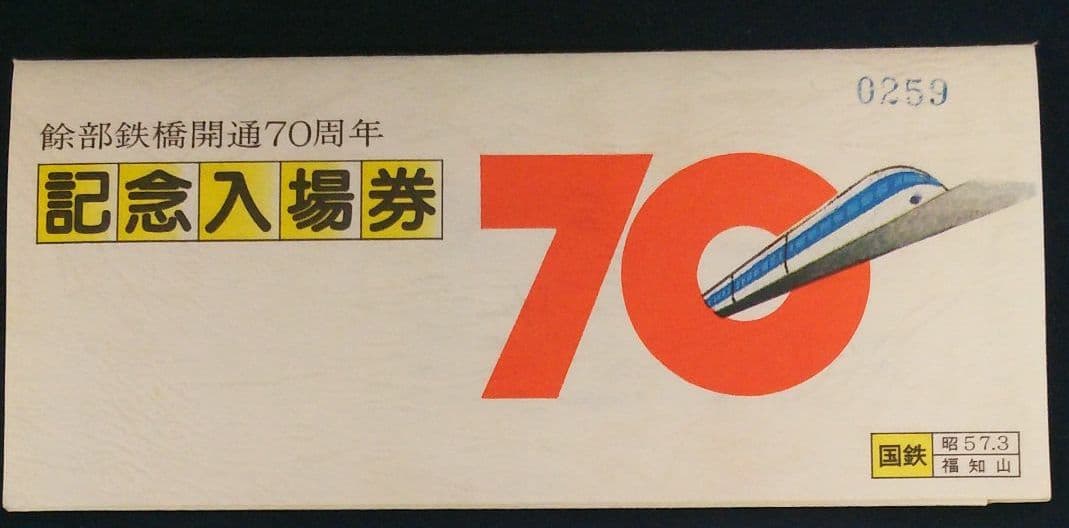 0259
餘部鉄橋開通70周年
記念入場券
70
国鉄
昭57.3
福知山